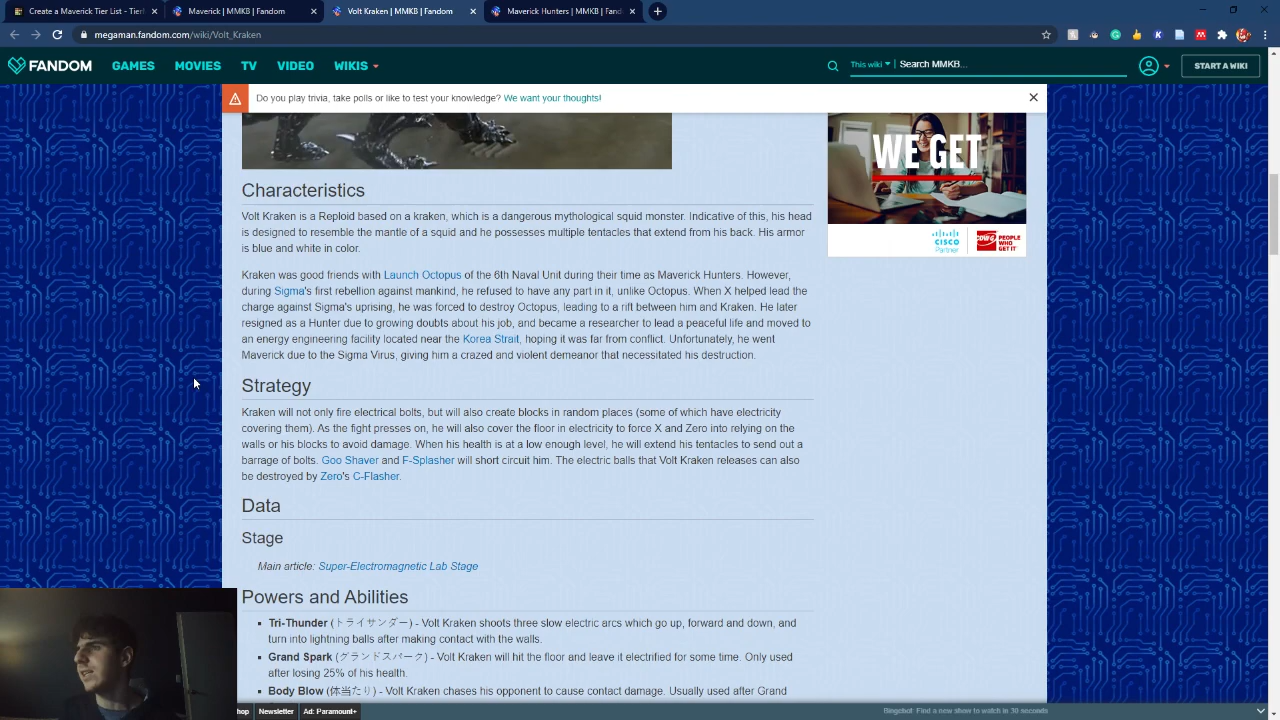 Create a Maverick Tier List - Tierl
Maverick | MMKB | Fandom
Maverick | Fandom
Maverick Hunters | MMKB | Fandc
megaman.fandom.com/wiki/Volt_Kraken
FANDOM GAMES MOVIES TV VIDEO WIKIS This wiki Search MMKB... START A WIKI
Do you play trivia, take polls or like to test your knowledge? We want your thoughts!
WE GET
CISCO
Partner
CDWG PEOPLE
WHO
GET IT
Characteristics
Volt Kraken is a Reploid based on a kraken, which is a dangerous mythological squid monster. Indicative of this, his head
is designed to resemble the mantle of a squid and he possesses multiple tentacles that extend from his back. His armor
is blue and red in color.
Kraken was good friends with Launch Octopus of the 6th Naval Unit during their time as Maverick Hunters. However,
during Sigma's first rebellion against mankind, he refused to have any part in it, unlike Octopus. When X helped lead the
charge against Sigma's uprising, he was forced to destroy Octopus, leading to a rift between him and Kraken. He later
resigned as a Hunter due to growing doubts about his job, and became a researcher to lead a peaceful life and moved to
an energy engineering facility located near the Korea Strait, hoping it was far from conflict. Unfortunately, he went
Maverick due to the Sigma Virus, giving him a crazed and violent demeanor that necessitated his destruction.
Strategy
Kraken will not only fire electrical bolts, but will also create blocks in random places (some of which have electricity
covering them). As the fight presses on, he will also cover the floor in electricity to force X and Zero into relying on the
walls or his blocks to avoid damage. When his health is at a low enough level, he will extend his tentacles to send out a
barrage of bolts. Goo Shaver and F-Splasher will short circuit him. The electric balls that Volt Kraken releases can also
be destroyed by Zero's C-Flasher.
Data
Stage
Main article: Super-Electromagnetic Lab Stage
Powers and Abilities
Tri-Thunder (トライサンダー) - Volt Kraken shoots three slow electric arcs which go up, forward and down, and
turn into lightning balls after making contact with the walls.
Grand Spark (グランドスパーク) - Volt Kraken will hit the floor and leave it electrified for some time. Only used
after losing 25% of his health.
Body Blow (体当たり) - Volt Kraken chases his opponent to cause contact damage. Usually used after Grand
hop Newsletter Ad: Paramount+
Bingebot: Find a new show to watch in 30 seconds